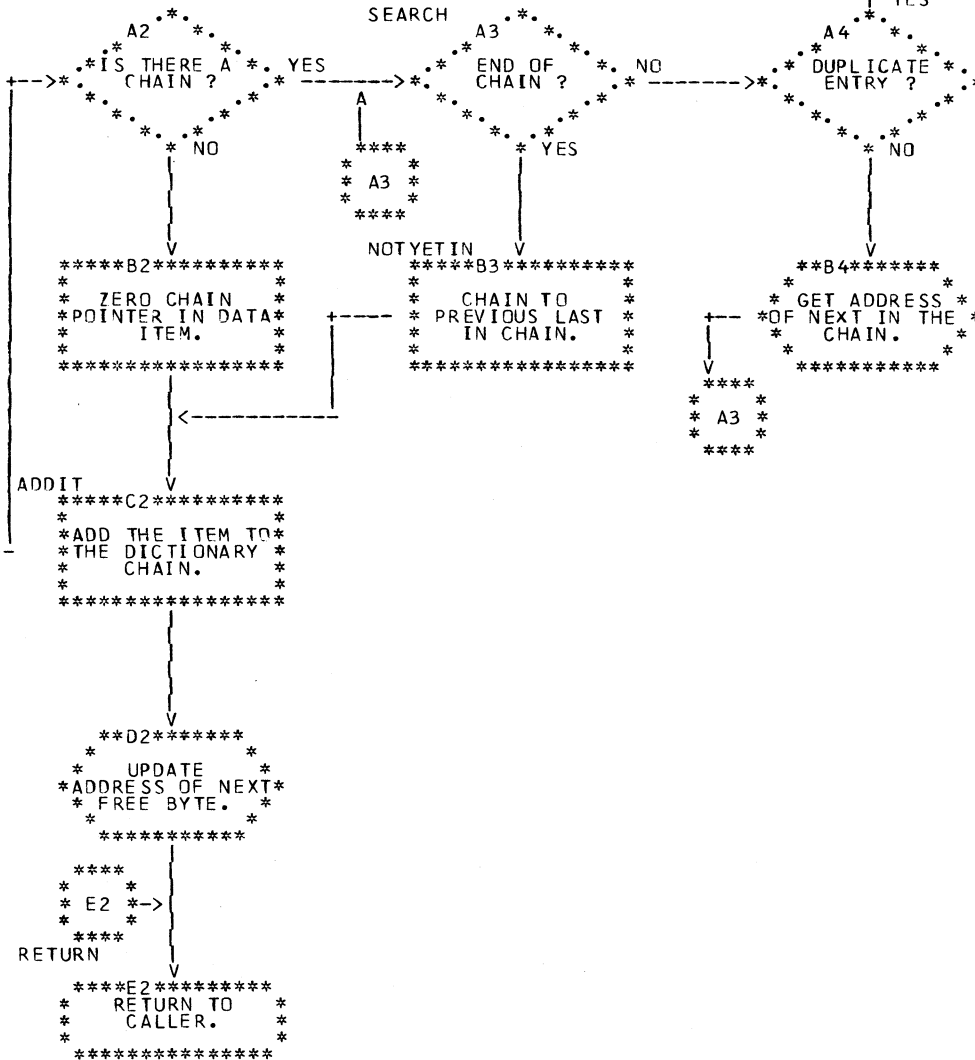 YES
SEARCH
A2
IS THERE A
CHAIN ?
YES
NO
A3
END OF
CHAIN ?
NO
YES
A4
DUPLICATE
ENTRY ?
NO
A
A3
B2
ZERO CHAIN
POINTER IN DATA
ITEM.
NOTYETIN
B3
CHAIN TO
PREVIOUS LAST
IN CHAIN.
B4
GET ADDRESS
OF NEXT IN THE
CHAIN.
A3
ADDIT
C2
ADD THE ITEM TO
THE DICTIONARY
CHAIN.
D2
UPDATE
ADDRESS OF NEXT
FREE BYTE.
E2
RETURN
E2
RETURN TO
CALLER.